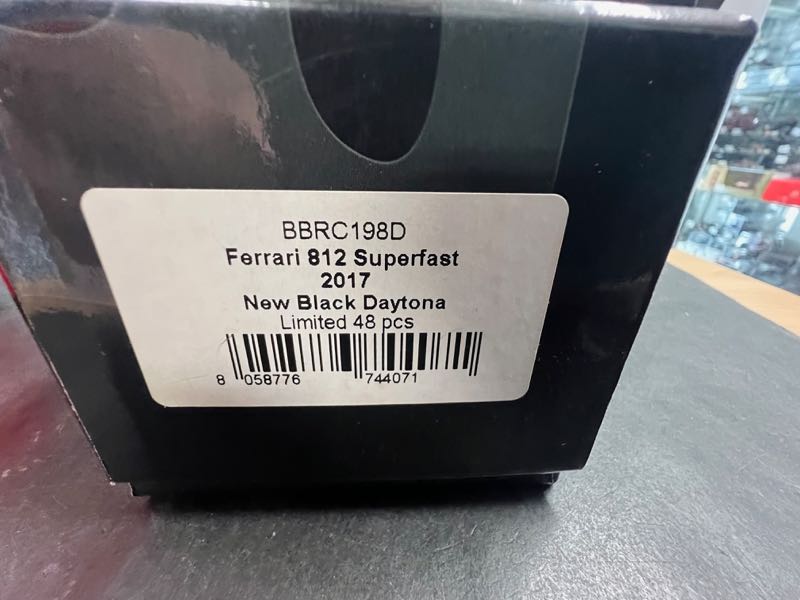 BBRC198D
Ferrari 812 Superfast
2017
New Black Daytona
Limited 48 pcs
8 058776 744071